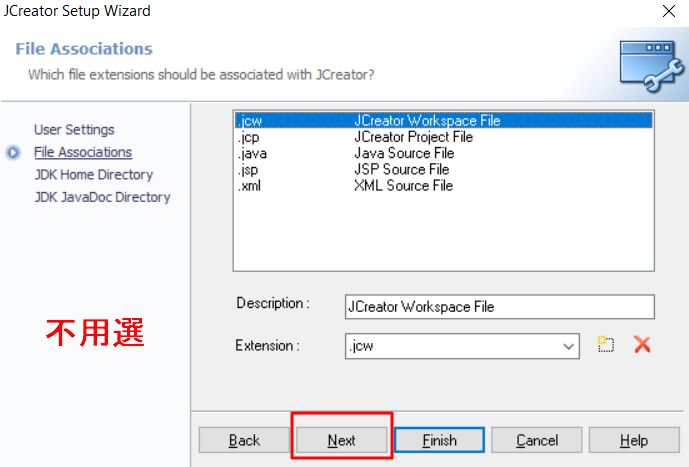 JCreator Setup Wizard
File Associations
Which file extensions should be associated with JCreator?
User Settings
File Associations
JDK Home Directory
JDK JavaDoc Directory
不用選
.jcw JCreator Workspace File
.jcp JCreator Project File
.java Java Source File
.jsp JSP Source File
.xml XML Source File
Description : JCreator Workspace File
Extension : .jcw
Back Next Finish Cancel Help